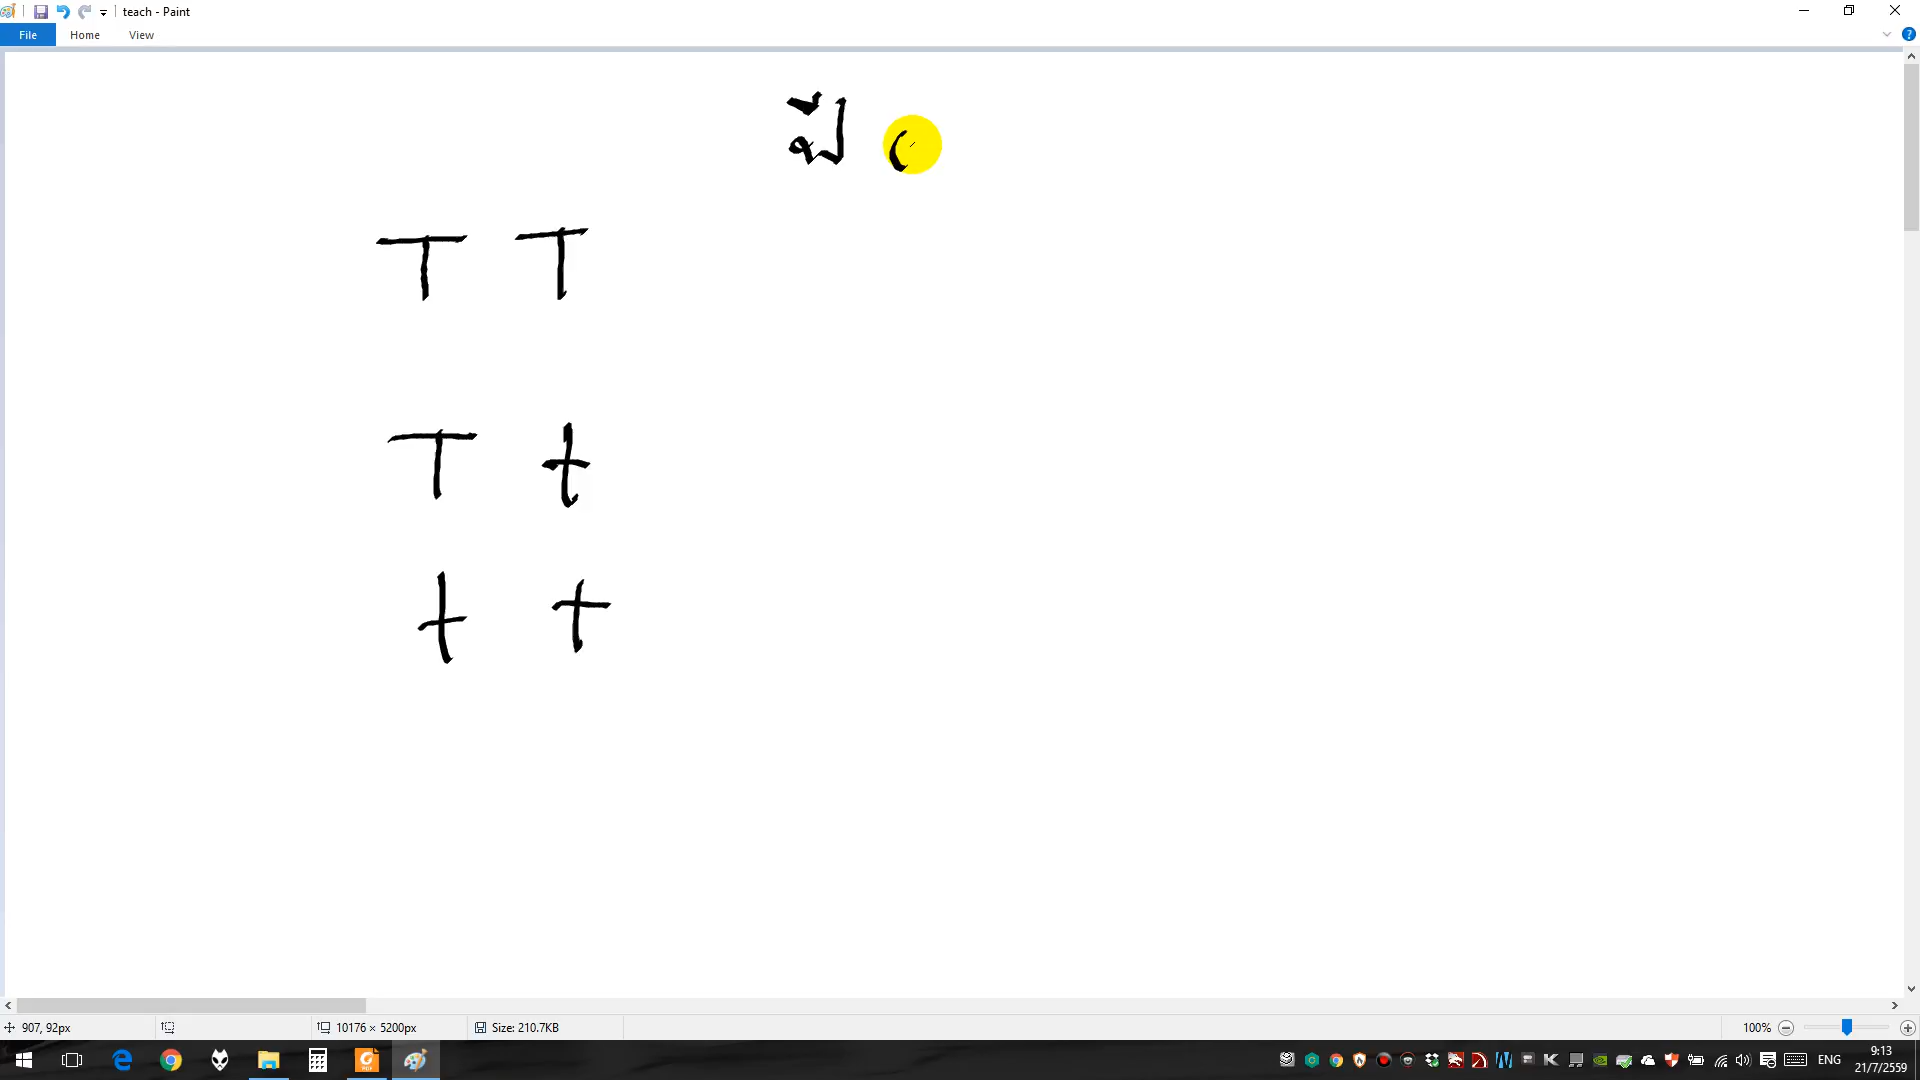 teach - Paint
File Home View
T T
T t
t t
907, 92px 10176 × 5200px Size: 210.7KB 100%
ENG 9:13
21/7/2559